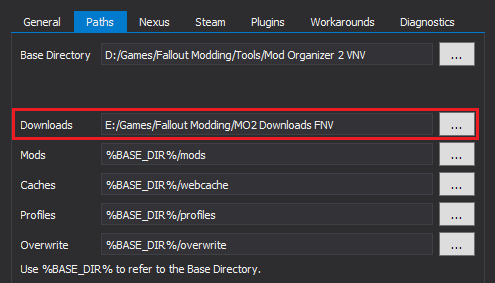 General Paths Nexus Steam Plugins Workarounds Diagnostics
Base Directory D:/Games/Fallout Modding/Tools/Mod Organizer 2 VNV ...
Downloads E:/Games/Fallout Modding/MO2 Downloads FNV ...
Mods %BASE_DIR%/mods ...
Caches %BASE_DIR%/webcache ...
Profiles %BASE_DIR%/profiles ...
Overwrite %BASE_DIR%/overwrite ...
Use %BASE_DIR% to refer to the Base Directory.